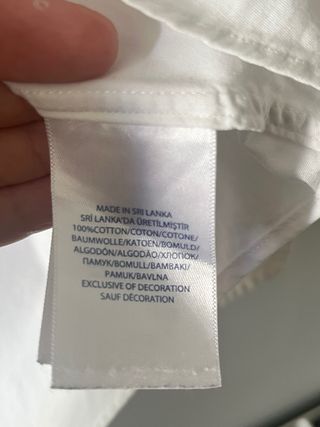 MADE IN SRI LANKA
SRİ LANKA'DA ÜRETİLMİŞTİR
100%COTTON/COTON/COTONE/
BAUMWOLLE/KATOEN/BOMULD/
ALGODÓN/ALGODÃO/ХЛОПОК/
ПАМУК/BOMULL/BAMBAKI/
PAMUK/BAVLNA
EXCLUSIVE OF DECORATION
SAUF DÉCORATION